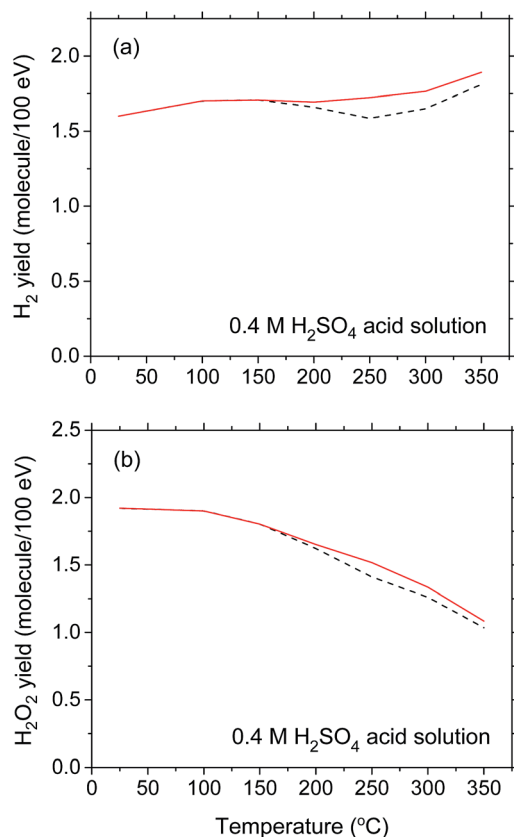 (a)
H₂ yield (molecule/100 eV)
2.0
1.5
1.0
0.5
0.0
0.4 M H₂SO₄ acid solution
0 50 100 150 200 250 300 350
(b)
H₂O₂ yield (molecule/100 eV)
2.5
2.0
1.5
1.0
0.5
0.0
0.4 M H₂SO₄ acid solution
0 50 100 150 200 250 300 350
Temperature (°C)